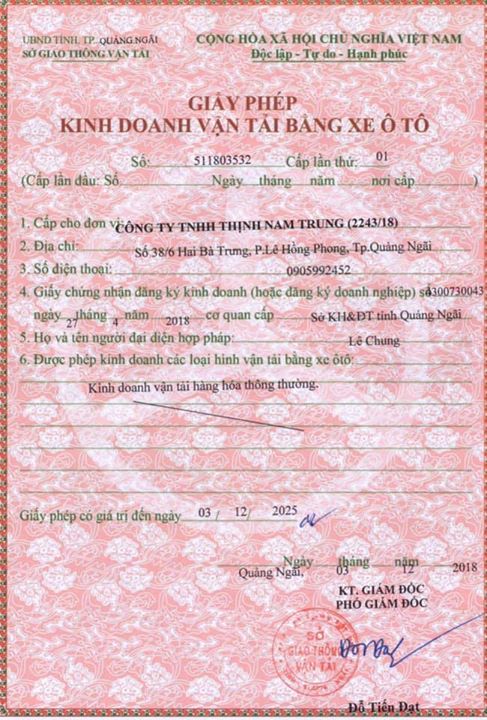 UBND TỈNH, TP. QUẢNG NGÃI
SỞ GIAO THÔNG VẬN TẢI
CỘNG HÒA XÃ HỘI CHỦ NGHĨA VIỆT NAM
Độc lập - Tự do - Hạnh phúc
GIẤY PHÉP
KINH DOANH VẬN TẢI BẰNG XE Ô TÔ
Số: 511803532 Cấp lần thứ: 01
(Cấp lần đầu: Số Ngày tháng năm nơi cấp )
1. Cấp cho đơn vị: CÔNG TY TNHH THỊNH NAM TRUNG (2243/18)
2. Địa chỉ: Số 38/6 Hai Bà Trưng, P.Lê Hồng Phong, Tp.Quảng Ngãi
3. Số điện thoại: 0905992452
4. Giấy chứng nhận đăng ký kinh doanh (hoặc đăng ký doanh nghiệp) số 4300730043
ngày 27 tháng 4 năm 2018 cơ quan cấp Sở KH&ĐT tỉnh Quảng Ngãi
5. Họ và tên người đại diện hợp pháp: Lê Chung
6. Được phép kinh doanh các loại hình vận tải bằng xe ôtô:
Kinh doanh vận tải hàng hóa thông thường.
Giấy phép có giá trị đến ngày 03 / 12 / 2025
Quảng Ngãi, Ngày 03 tháng 12 năm 2018
KT. GIÁM ĐỐC
PHÓ GIÁM ĐỐC
SỞ
GIAO THÔNG
VẬN TẢI
Đỗ Tiến Đạt